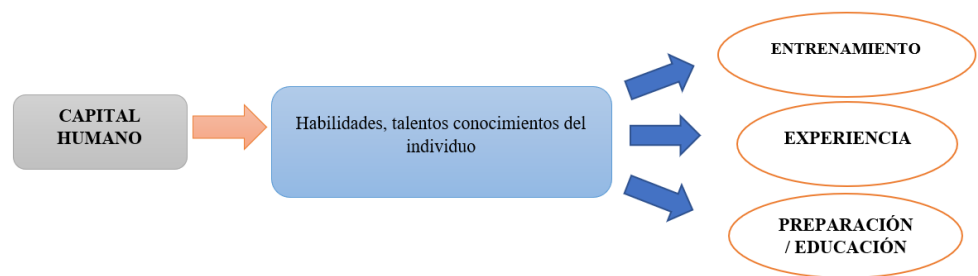 CAPITAL
HUMANO
Habilidades, talentos conocimientos del
individuo
ENTRENAMIENTO
EXPERIENCIA
PREPARACIÓN
/ EDUCACIÓN